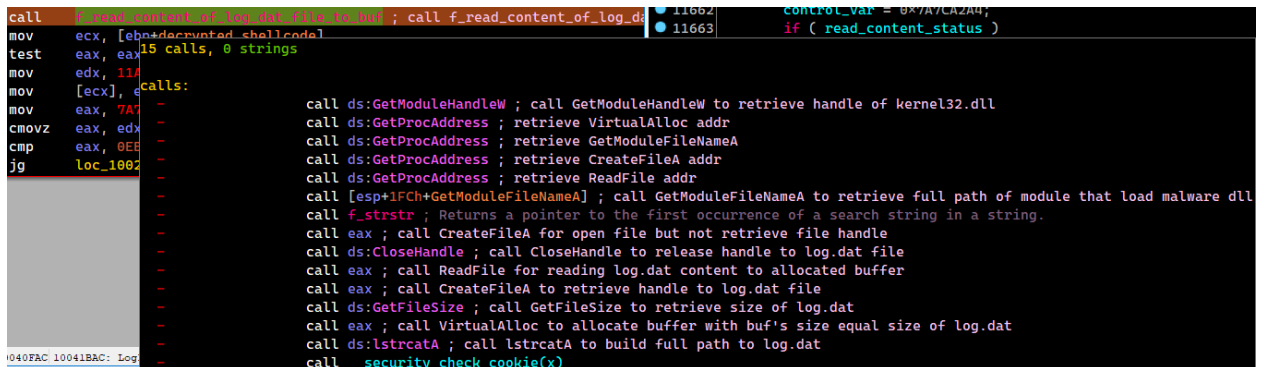 call f_read_content_of_log_dat_file_to_buf ; call f_read_content_of_log_da
mov ecx, [ebp+decrypted_shellcode]
test eax, eax
mov edx, 11A
mov [ecx], e
mov eax, 7A7
cmovz eax, edx
cmp eax, 0EE
jg loc_1002
11662 control_var = 0x7A7CA2A4;
11663 if ( read_content_status )
15 calls, 0 strings
calls:
~ call ds:GetModuleHandleW ; call GetModuleHandleW to retrieve handle of kernel32.dll
~ call ds:GetProcAddress ; retrieve VirtualAlloc addr
~ call ds:GetProcAddress ; retrieve GetModuleFileNameA
~ call ds:GetProcAddress ; retrieve CreateFileA addr
~ call ds:GetProcAddress ; retrieve ReadFile addr
~ call [esp+1FCh+GetModuleFileNameA] ; call GetModuleFileNameA to retrieve full path of module that load malware dll
~ call f_strstr ; Returns a pointer to the first occurrence of a search string in a string.
~ call eax ; call CreateFileA for open file but not retrieve file handle
~ call ds:CloseHandle ; call CloseHandle to release handle to log.dat file
~ call eax ; call ReadFile for reading log.dat content to allocated buffer
~ call eax ; call CreateFileA to retrieve handle to log.dat file
~ call ds:GetFileSize ; call GetFileSize to retrieve size of log.dat
~ call eax ; call VirtualAlloc to allocate buffer with buf's size equal size of log.dat
~ call ds:lstrcatA ; call lstrcatA to build full path to log.dat
~ call __security_check_cookie(x)
0040FAC 10041BAC: Log